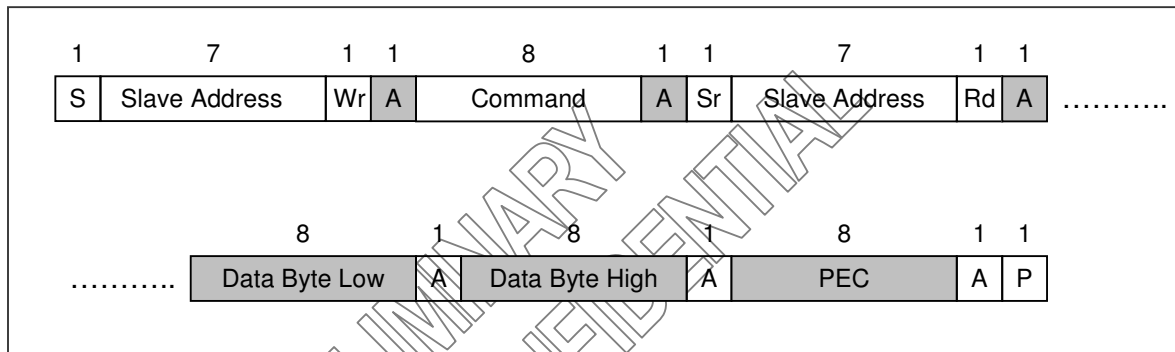 1 7 1 1 8 1 1 7 1 1
S Slave Address Wr A Command A Sr Slave Address Rd A ...........
8 1 8 1 8 1 1
........... Data Byte Low A Data Byte High A PEC A P